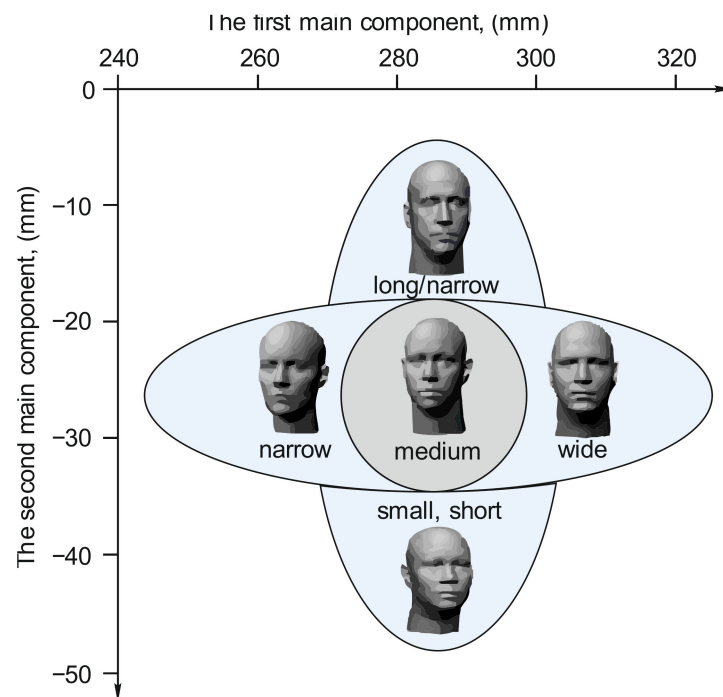 The first main component, (mm)
240 260 280 300 320
0
−10
−20
−30
−40
−50
The second main component, (mm)
long/narrow
narrow medium wide
small, short